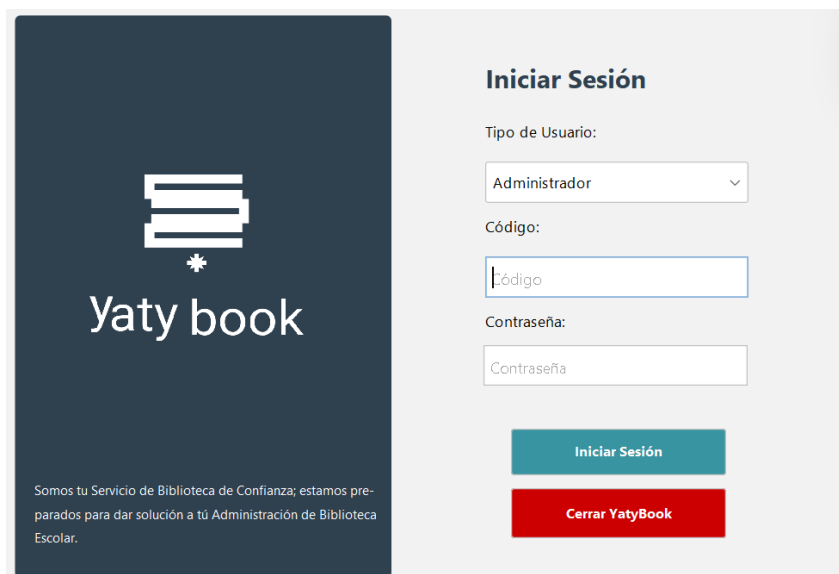 yaty book
Somos tu Servicio de Biblioteca de Confianza; estamos pre-
parados para dar solución a tú Administración de Biblioteca
Escolar.
Iniciar Sesión
Tipo de Usuario:
Administrador
Código:
Código
Contraseña:
Contraseña
Iniciar Sesión
Cerrar YatyBook